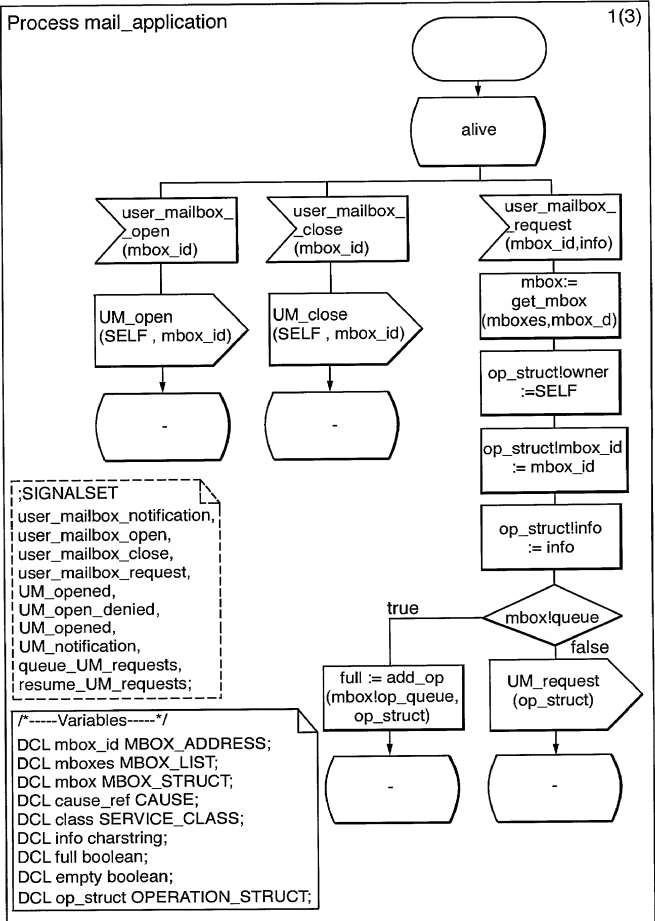 Process mail_application
1(3)
alive
user_mailbox_
_open
(mbox_id)
user_mailbox_
_close
(mbox_id)
user_mailbox_
_request
(mbox_id,info)
UM_open
(SELF , mbox_id)
UM_close
(SELF , mbox_id)
mbox:=
get_mbox
(mboxes,mbox_d)
-
-
op_struct!owner
:=SELF
op_struct!mbox_id
:= mbox_id
op_struct!info
:= info
mbox!queue
true
false
full := add_op
(mbox!op_queue,
op_struct)
UM_request
(op_struct)
-
-
;SIGNALSET
user_mailbox_notification,
user_mailbox_open,
user_mailbox_close,
user_mailbox_request,
UM_opened,
UM_open_denied,
UM_opened,
UM_notification,
queue_UM_requests,
resume_UM_requests;
/*-----Variables-----*/
DCL mbox_id MBOX_ADDRESS;
DCL mboxes MBOX_LIST;
DCL mbox MBOX_STRUCT;
DCL cause_ref CAUSE;
DCL class SERVICE_CLASS;
DCL info charstring;
DCL full boolean;
DCL empty boolean;
DCL op_struct OPERATION_STRUCT;